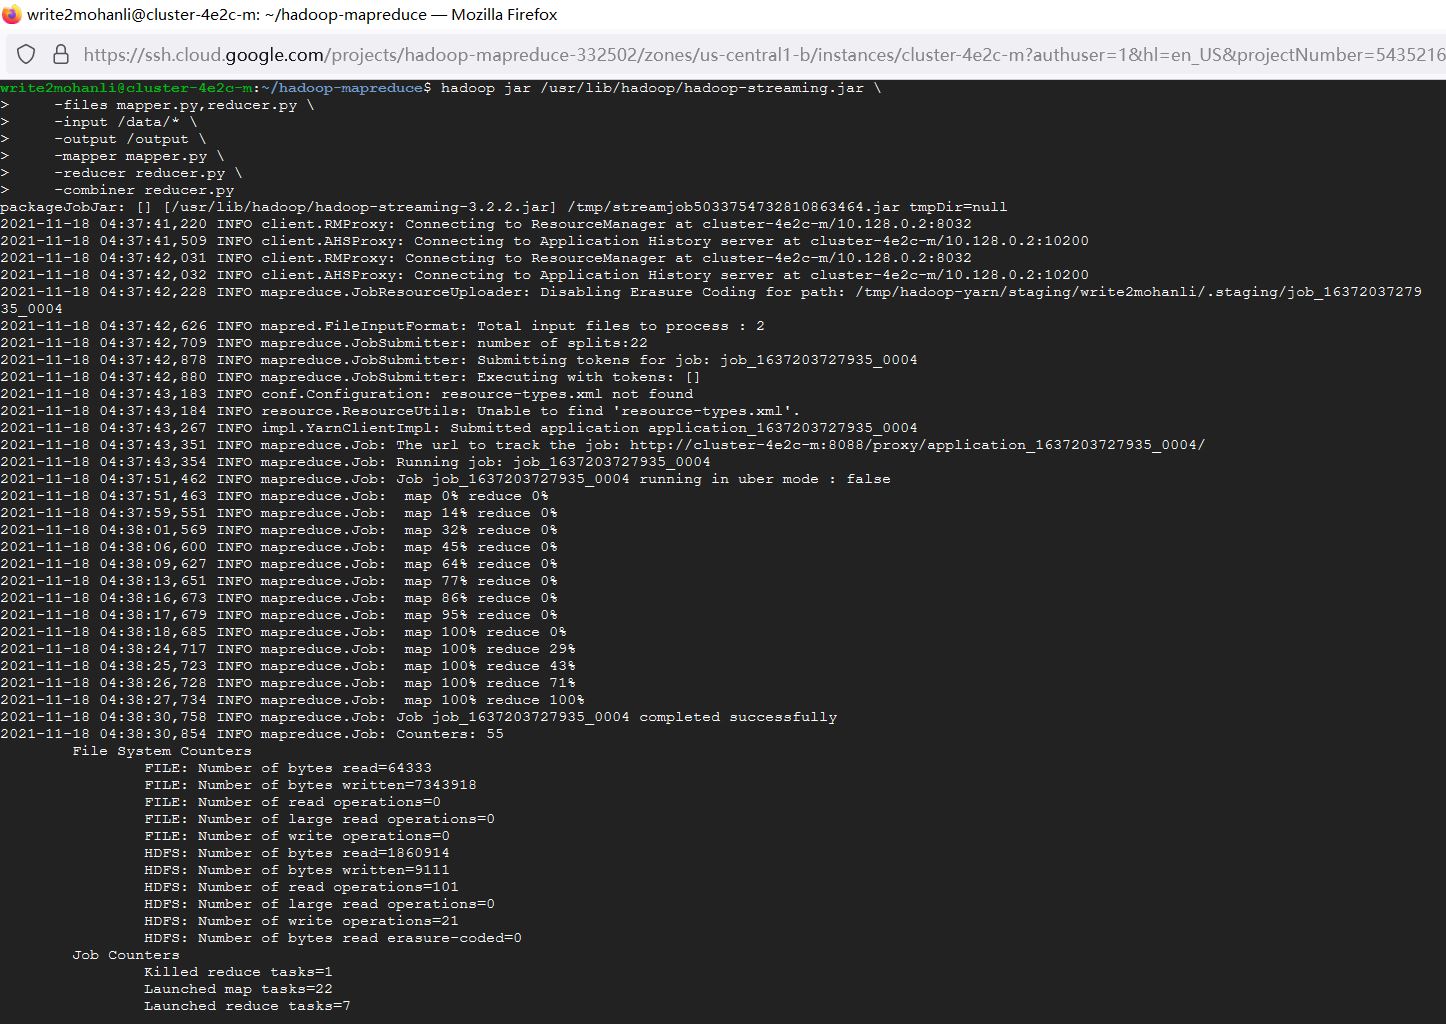 write2mohanli@cluster-4e2c-m: ~/hadoop-mapreduce — Mozilla Firefox
https://ssh.cloud.google.com/projects/hadoop-mapreduce-332502/zones/us-central1-b/instances/cluster-4e2c-m?authuser=1&hl=en_US&projectNumber=5435216
write2mohanli@cluster-4e2c-m:~/hadoop-mapreduce$ hadoop jar /usr/lib/hadoop/hadoop-streaming.jar \
>     -files mapper.py,reducer.py \
>     -input /data/* \
>     -output /output \
>     -mapper mapper.py \
>     -reducer reducer.py \
>     -combiner reducer.py
packageJobJar: [] [/usr/lib/hadoop/hadoop-streaming-3.2.2.jar] /tmp/streamjob5033754732810863464.jar tmpDir=null
2021-11-18 04:37:41,220 INFO client.RMProxy: Connecting to ResourceManager at cluster-4e2c-m/10.128.0.2:8032
2021-11-18 04:37:41,509 INFO client.AHSProxy: Connecting to Application History server at cluster-4e2c-m/10.128.0.2:10200
2021-11-18 04:37:42,031 INFO client.RMProxy: Connecting to ResourceManager at cluster-4e2c-m/10.128.0.2:8032
2021-11-18 04:37:42,032 INFO client.AHSProxy: Connecting to Application History server at cluster-4e2c-m/10.128.0.2:10200
2021-11-18 04:37:42,228 INFO mapreduce.JobResourceUploader: Disabling Erasure Coding for path: /tmp/hadoop-yarn/staging/write2mohanli/.staging/job_16372037279
35_0004
2021-11-18 04:37:42,626 INFO mapred.FileInputFormat: Total input files to process : 2
2021-11-18 04:37:42,709 INFO mapreduce.JobSubmitter: number of splits:22
2021-11-18 04:37:42,878 INFO mapreduce.JobSubmitter: Submitting tokens for job: job_1637203727935_0004
2021-11-18 04:37:42,880 INFO mapreduce.JobSubmitter: Executing with tokens: []
2021-11-18 04:37:43,183 INFO conf.Configuration: resource-types.xml not found
2021-11-18 04:37:43,184 INFO resource.ResourceUtils: Unable to find 'resource-types.xml'.
2021-11-18 04:37:43,267 INFO impl.YarnClientImpl: Submitted application application_1637203727935_0004
2021-11-18 04:37:43,351 INFO mapreduce.Job: The url to track the job: http://cluster-4e2c-m:8088/proxy/application_1637203727935_0004/
2021-11-18 04:37:43,354 INFO mapreduce.Job: Running job: job_1637203727935_0004
2021-11-18 04:37:51,462 INFO mapreduce.Job: Job job_1637203727935_0004 running in uber mode : false
2021-11-18 04:37:51,463 INFO mapreduce.Job:  map 0% reduce 0%
2021-11-18 04:37:59,551 INFO mapreduce.Job:  map 14% reduce 0%
2021-11-18 04:38:01,569 INFO mapreduce.Job:  map 32% reduce 0%
2021-11-18 04:38:06,600 INFO mapreduce.Job:  map 45% reduce 0%
2021-11-18 04:38:09,627 INFO mapreduce.Job:  map 64% reduce 0%
2021-11-18 04:38:13,651 INFO mapreduce.Job:  map 77% reduce 0%
2021-11-18 04:38:16,673 INFO mapreduce.Job:  map 86% reduce 0%
2021-11-18 04:38:17,679 INFO mapreduce.Job:  map 95% reduce 0%
2021-11-18 04:38:18,685 INFO mapreduce.Job:  map 100% reduce 0%
2021-11-18 04:38:24,717 INFO mapreduce.Job:  map 100% reduce 29%
2021-11-18 04:38:25,723 INFO mapreduce.Job:  map 100% reduce 43%
2021-11-18 04:38:26,728 INFO mapreduce.Job:  map 100% reduce 71%
2021-11-18 04:38:27,734 INFO mapreduce.Job:  map 100% reduce 100%
2021-11-18 04:38:30,758 INFO mapreduce.Job: Job job_1637203727935_0004 completed successfully
2021-11-18 04:38:30,854 INFO mapreduce.Job: Counters: 55
File System Counters
FILE: Number of bytes read=64333
FILE: Number of bytes written=7343918
FILE: Number of read operations=0
FILE: Number of large read operations=0
FILE: Number of write operations=0
HDFS: Number of bytes read=1860914
HDFS: Number of bytes written=9111
HDFS: Number of read operations=101
HDFS: Number of large read operations=0
HDFS: Number of write operations=21
HDFS: Number of bytes read erasure-coded=0
Job Counters
Killed reduce tasks=1
Launched map tasks=22
Launched reduce tasks=7